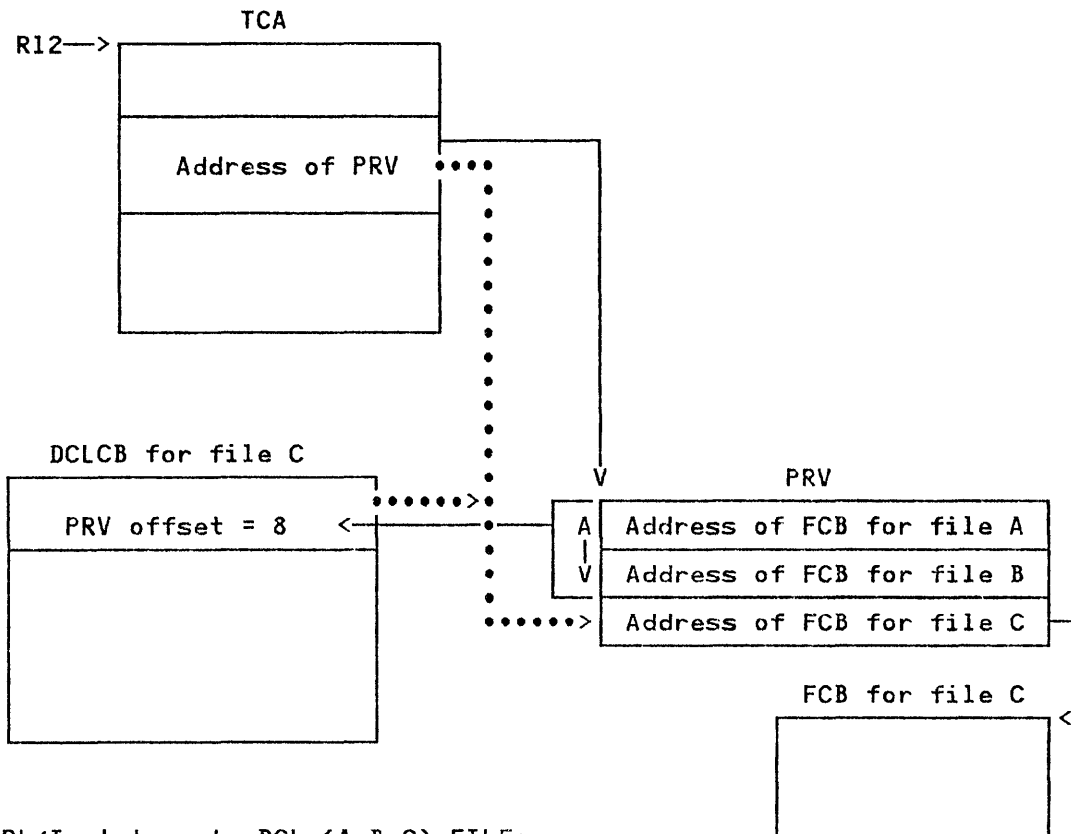 TCA
R12
Address of PRV
DCLCB for file C
PRV offset = 8
PRV
Address of FCB for file A
Address of FCB for file B
Address of FCB for file C
FCB for file C
(A,B,C) FILE;